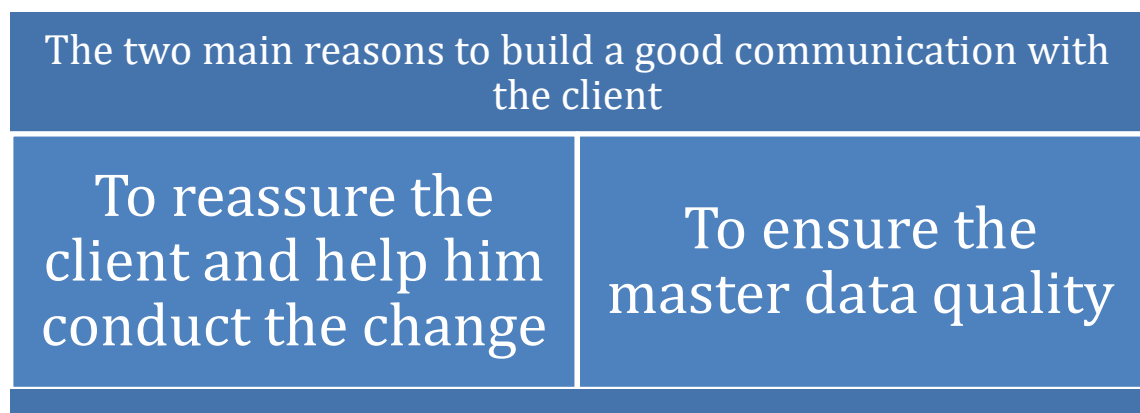 The two main reasons to build a good communication with
the client
To reassure the
client and help him
conduct the change
To ensure the
master data quality